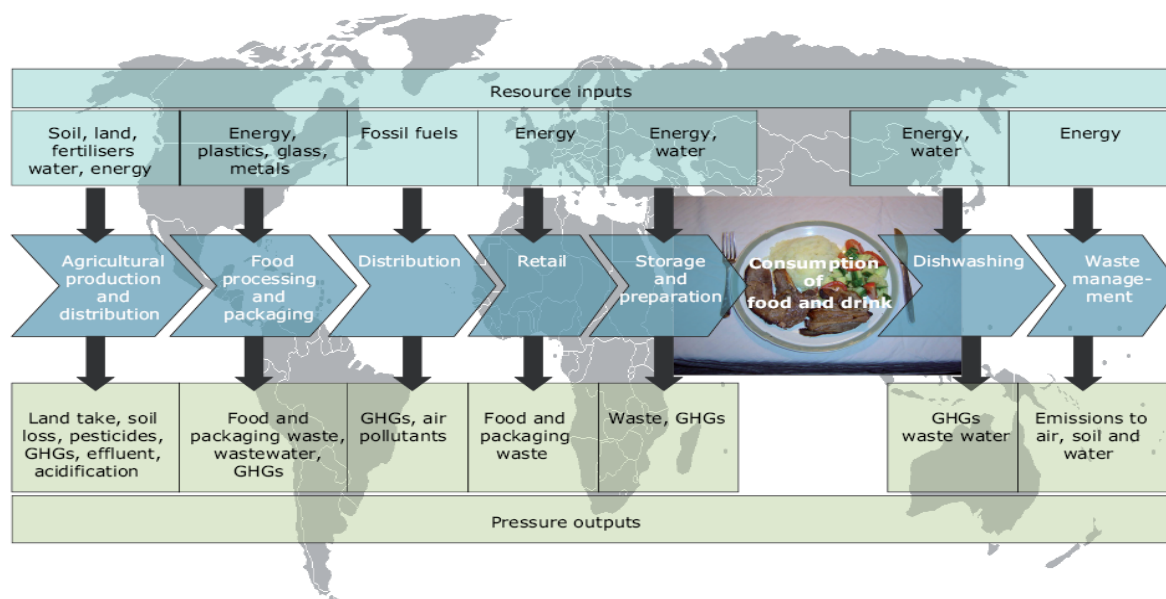 Resource inputs
Soil, land,
fertilisers
water, energy
Energy,
plastics, glass,
metals
Fossil fuels
Energy
Energy,
water
Energy,
water
Energy
Agricultural
production
and
distribution
Food
processing
and
packaging
Distribution
Retail
Storage
and
preparation
Consumption
of
food and drink
Dishwashing
Waste
manage-
ment
Land take, soil
loss, pesticides,
GHGs, effluent,
acidification
Food and
packaging waste,
wastewater,
GHGs
GHGs, air
pollutants
Food and
packaging
waste
Waste, GHGs
GHGs
waste water
Emissions to
air, soil and
water
Pressure outputs